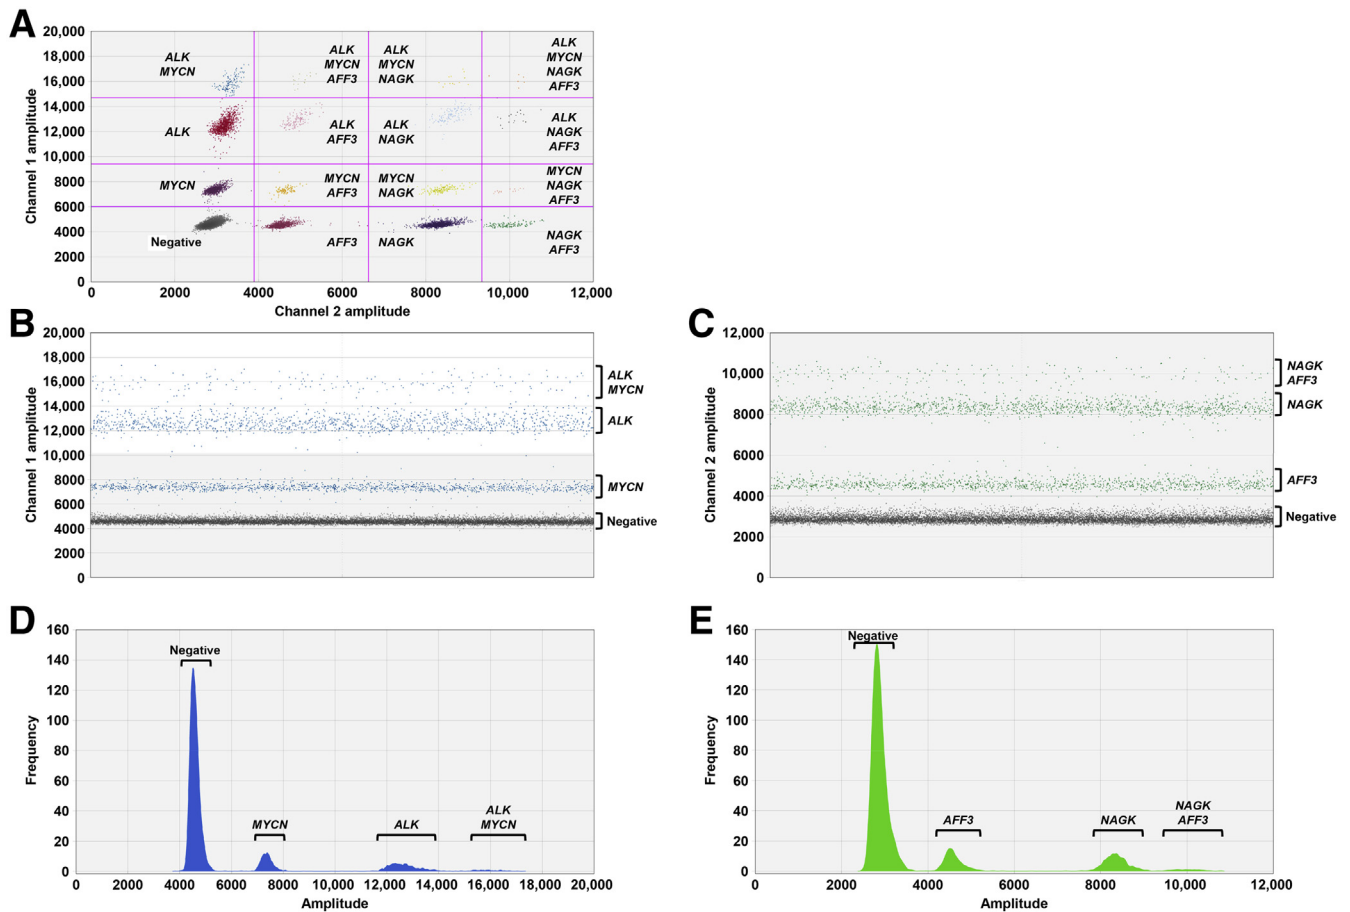 A
20,000
18,000
16,000
14,000
12,000
10,000
8000
6000
4000
2000
0
Channel 1 amplitude
ALK
MYCN
ALK
MYCN
AFF3
ALK
MYCN
NAGK
ALK
MYCN
NAGK
AFF3
ALK
ALK
AFF3
ALK
NAGK
ALK
NAGK
AFF3
MYCN
MYCN
AFF3
MYCN
NAGK
MYCN
NAGK
AFF3
Negative
AFF3
NAGK
NAGK
AFF3
0 2000 4000 6000 8000 10,000 12,000
Channel 2 amplitude
B
20,000
18,000
16,000
14,000
12,000
10,000
8000
6000
4000
2000
0
Channel 1 amplitude
ALK
MYCN
ALK
MYCN
Negative
C
12,000
10,000
8000
6000
4000
2000
0
Channel 2 amplitude
NAGK
AFF3
NAGK
AFF3
Negative
D
160
140
120
100
80
60
40
20
0
Frequency
Negative
MYCN
ALK
ALK
MYCN
0 2000 4000 6000 8000 10,000 12,000 14,000 16,000 18,000 20,000
Amplitude
E
160
140
120
100
80
60
40
20
0
Frequency
Negative
AFF3
NAGK
NAGK
AFF3
0 2000 4000 6000 8000 10,000 12,000
Amplitude